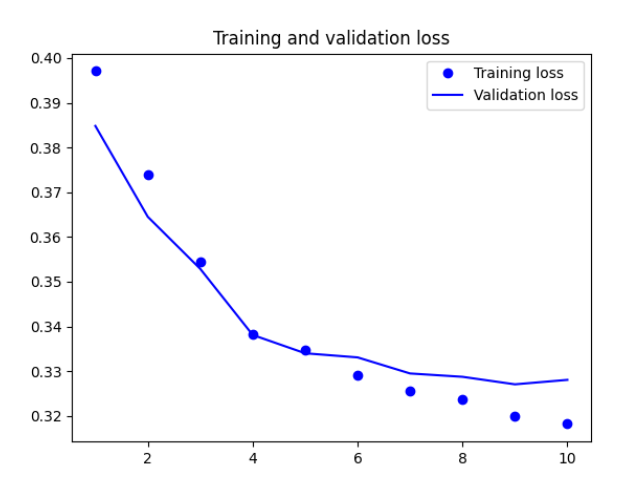 Training and validation loss
Training loss
Validation loss
0.40
0.39
0.38
0.37
0.36
0.35
0.34
0.33
0.32
2 4 6 8 10